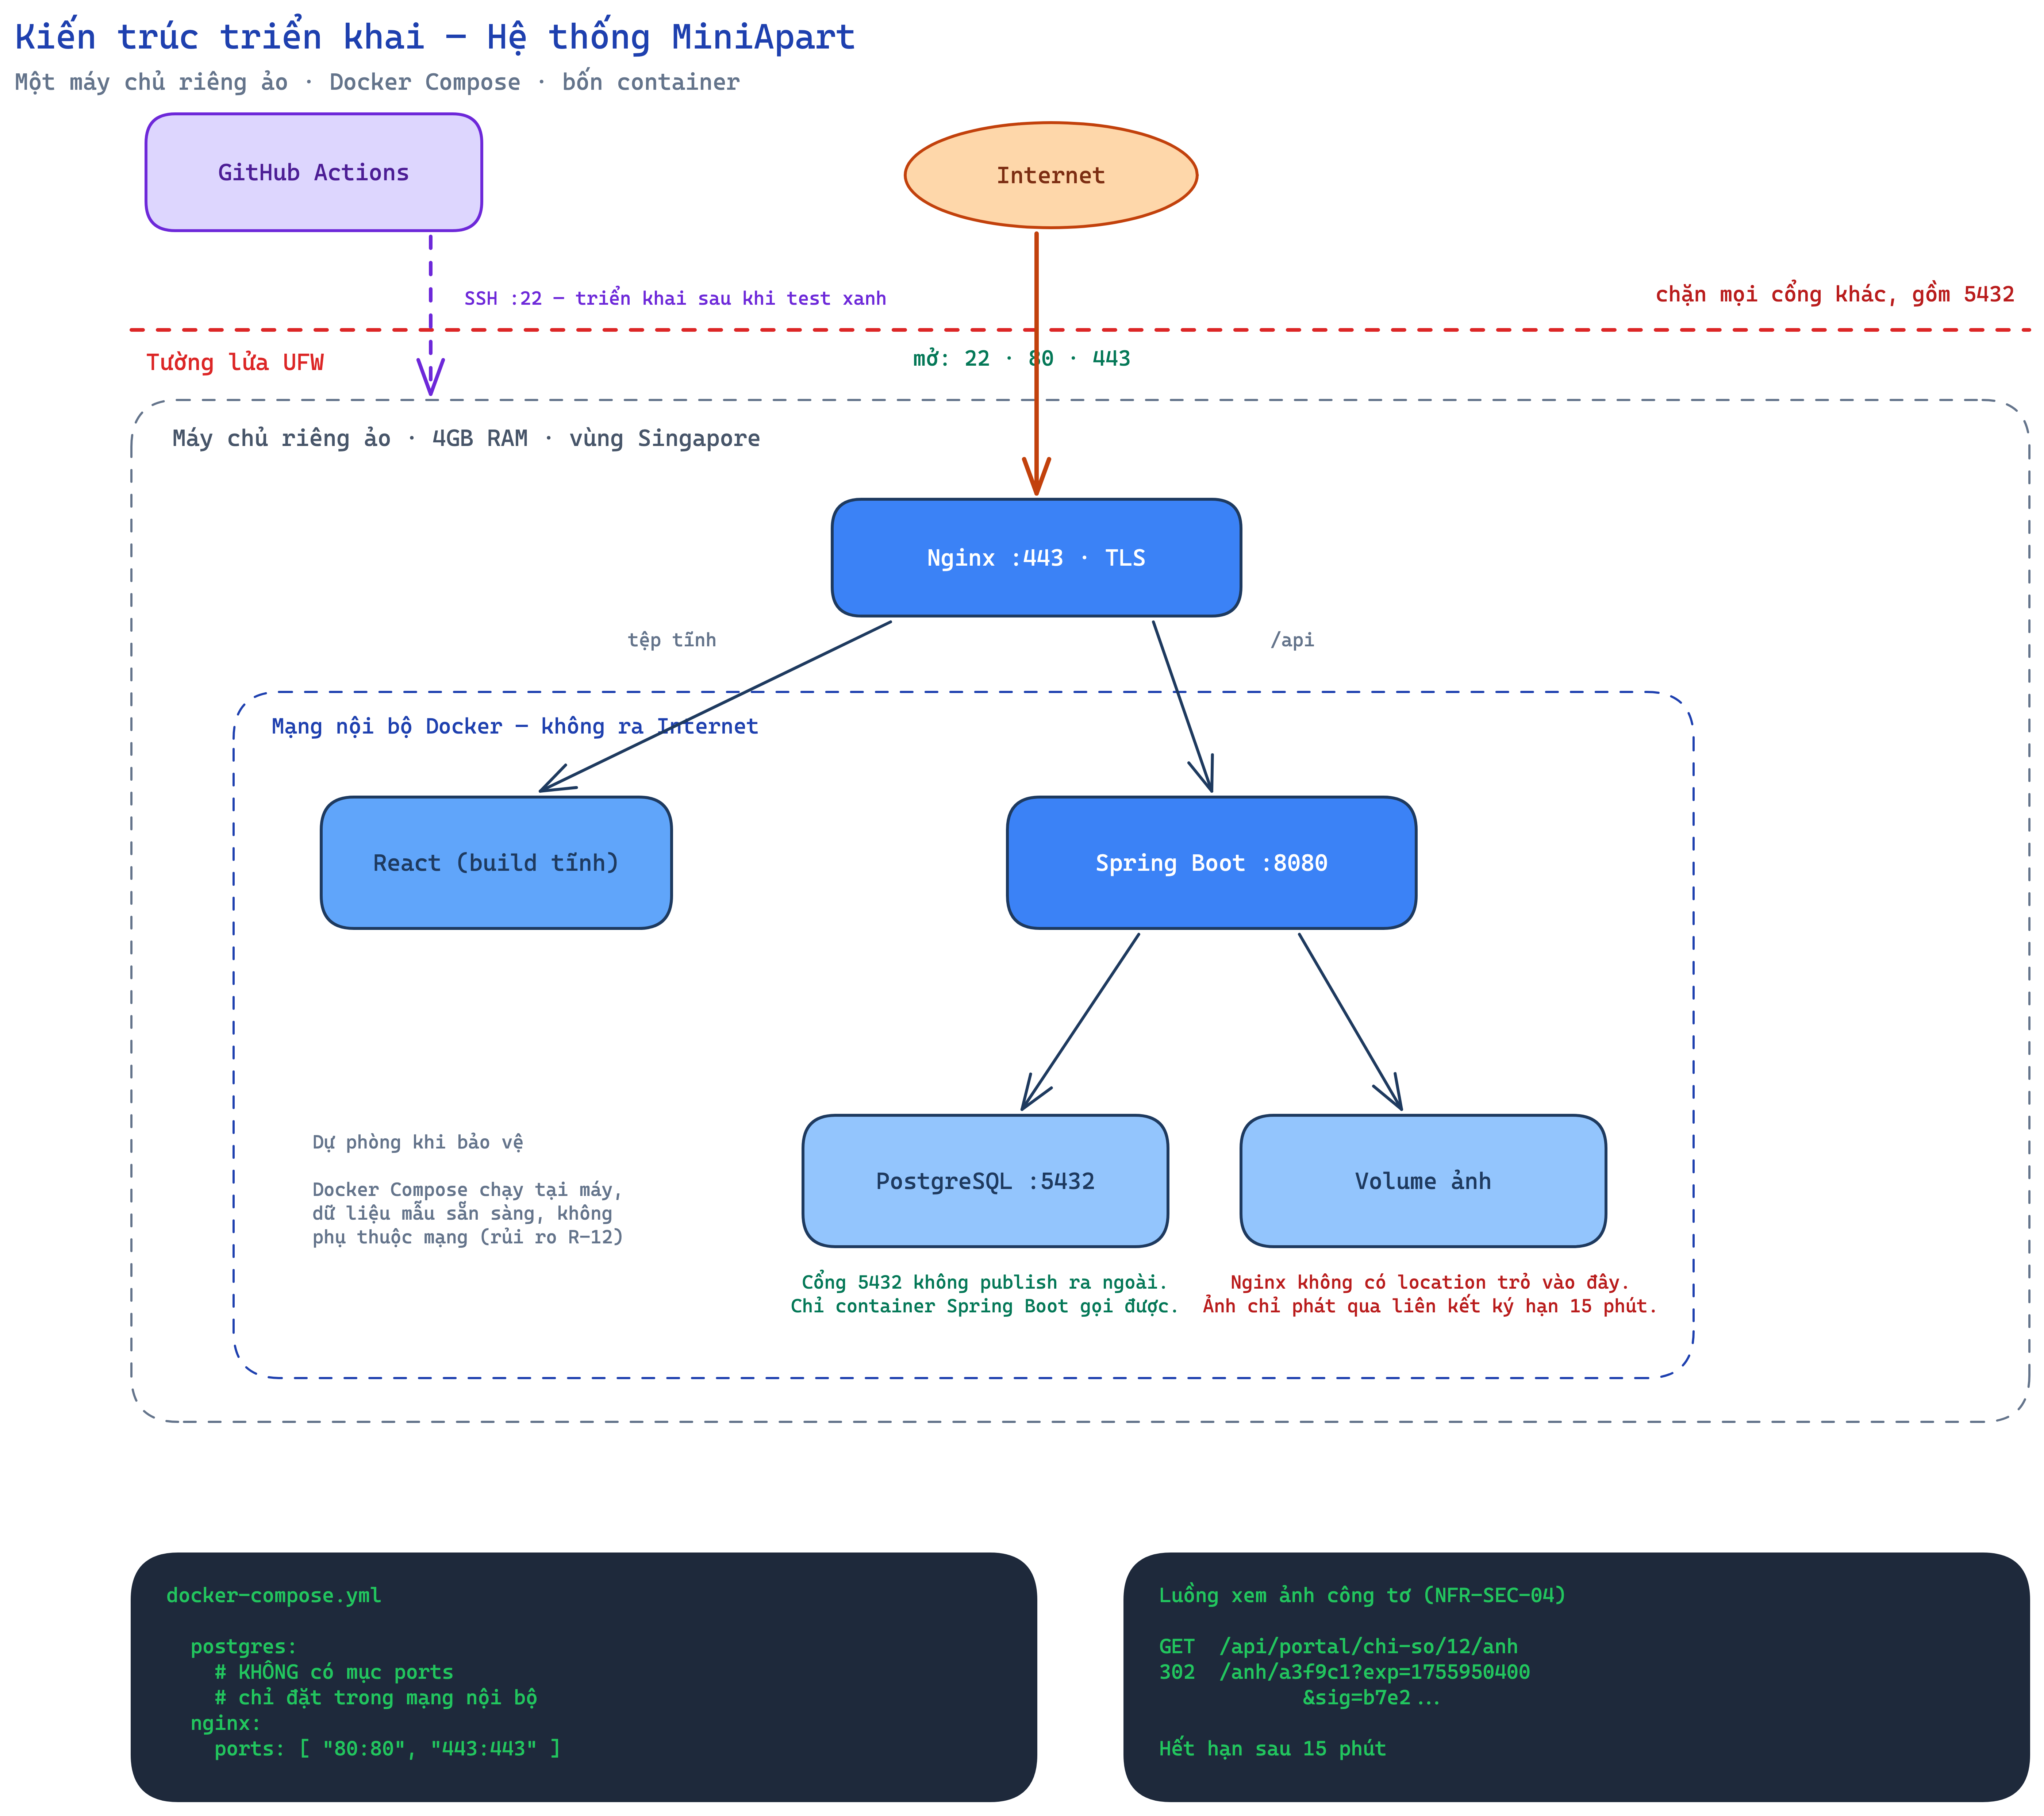 Kiến trúc triển khai — Hệ thống MiniApart
Một máy chủ riêng ảo · Docker Compose · bốn container
GitHub Actions
Internet
SSH :22 — triển khai sau khi test xanh
chặn mọi cổng khác, gồm 5432
Tường lửa UFW
mở: 22 · 80 · 443
Máy chủ riêng ảo · 4GB RAM · vùng Singapore
Nginx :443 · TLS
tệp tĩnh
/api
Mạng nội bộ Docker — không ra Internet
React (build tĩnh)
Spring Boot :8080
Dự phòng khi bảo vệ
Docker Compose chạy tại máy,
dữ liệu mẫu sẵn sàng, không
phụ thuộc mạng (rủi ro R-12)
PostgreSQL :5432
Volume ảnh
Cổng 5432 không publish ra ngoài.
Chỉ container Spring Boot gọi được.
Nginx không có location trỏ vào đây.
Ảnh chỉ phát qua liên kết ký hạn 15 phút.
docker-compose.yml
postgres:
# KHÔNG có mục ports
# chỉ đặt trong mạng nội bộ
nginx:
ports: [ "80:80", "443:443" ]
Luồng xem ảnh công tơ (NFR-SEC-04)
GET /api/portal/chi-so/12/anh
302 /anh/a3f9c1?exp=1755950400
&sig=b7e2...
Hết hạn sau 15 phút